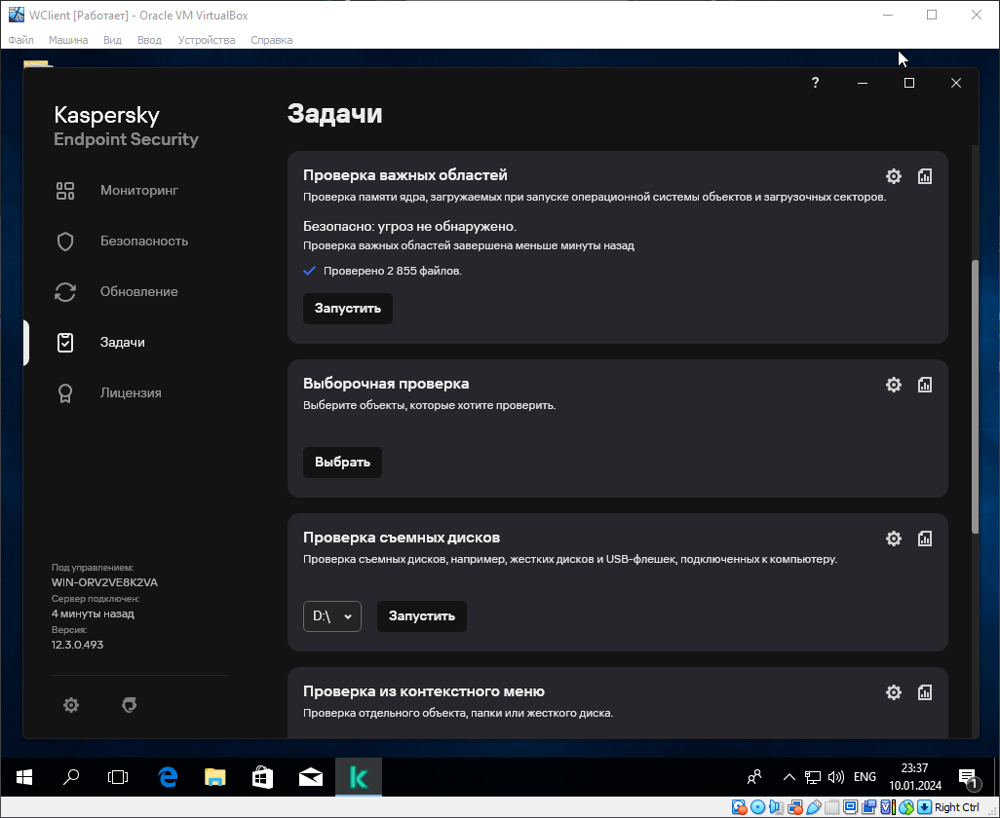 WClient [Работает] - Oracle VM VirtualBox
Файл Машина Вид Ввод Устройства Справка
?
Kaspersky
Endpoint Security
Мониторинг
Безопасность
Обновление
Задачи
Лицензия
Под управлением:
WIN-ORV2VE8K2VA
Сервер подключен:
4 минуты назад
Версия:
12.3.0.493
Задачи
Проверка важных областей
Проверка памяти ядра, загружаемых при запуске операционной системы объектов и загрузочных секторов.
Безопасно: угроз не обнаружено.
Проверка важных областей завершена меньше минуты назад
Проверено 2 855 файлов.
Запустить
Выборочная проверка
Выберите объекты, которые хотите проверить.
Выбрать
Проверка съемных дисков
Проверка съемных дисков, например, жестких дисков и USB-флешек, подключенных к компьютеру.
D:\ Запустить
Проверка из контекстного меню
Проверка отдельного объекта, папки или жесткого диска.
ENG
23:37
10.01.2024
1
Right Ctrl